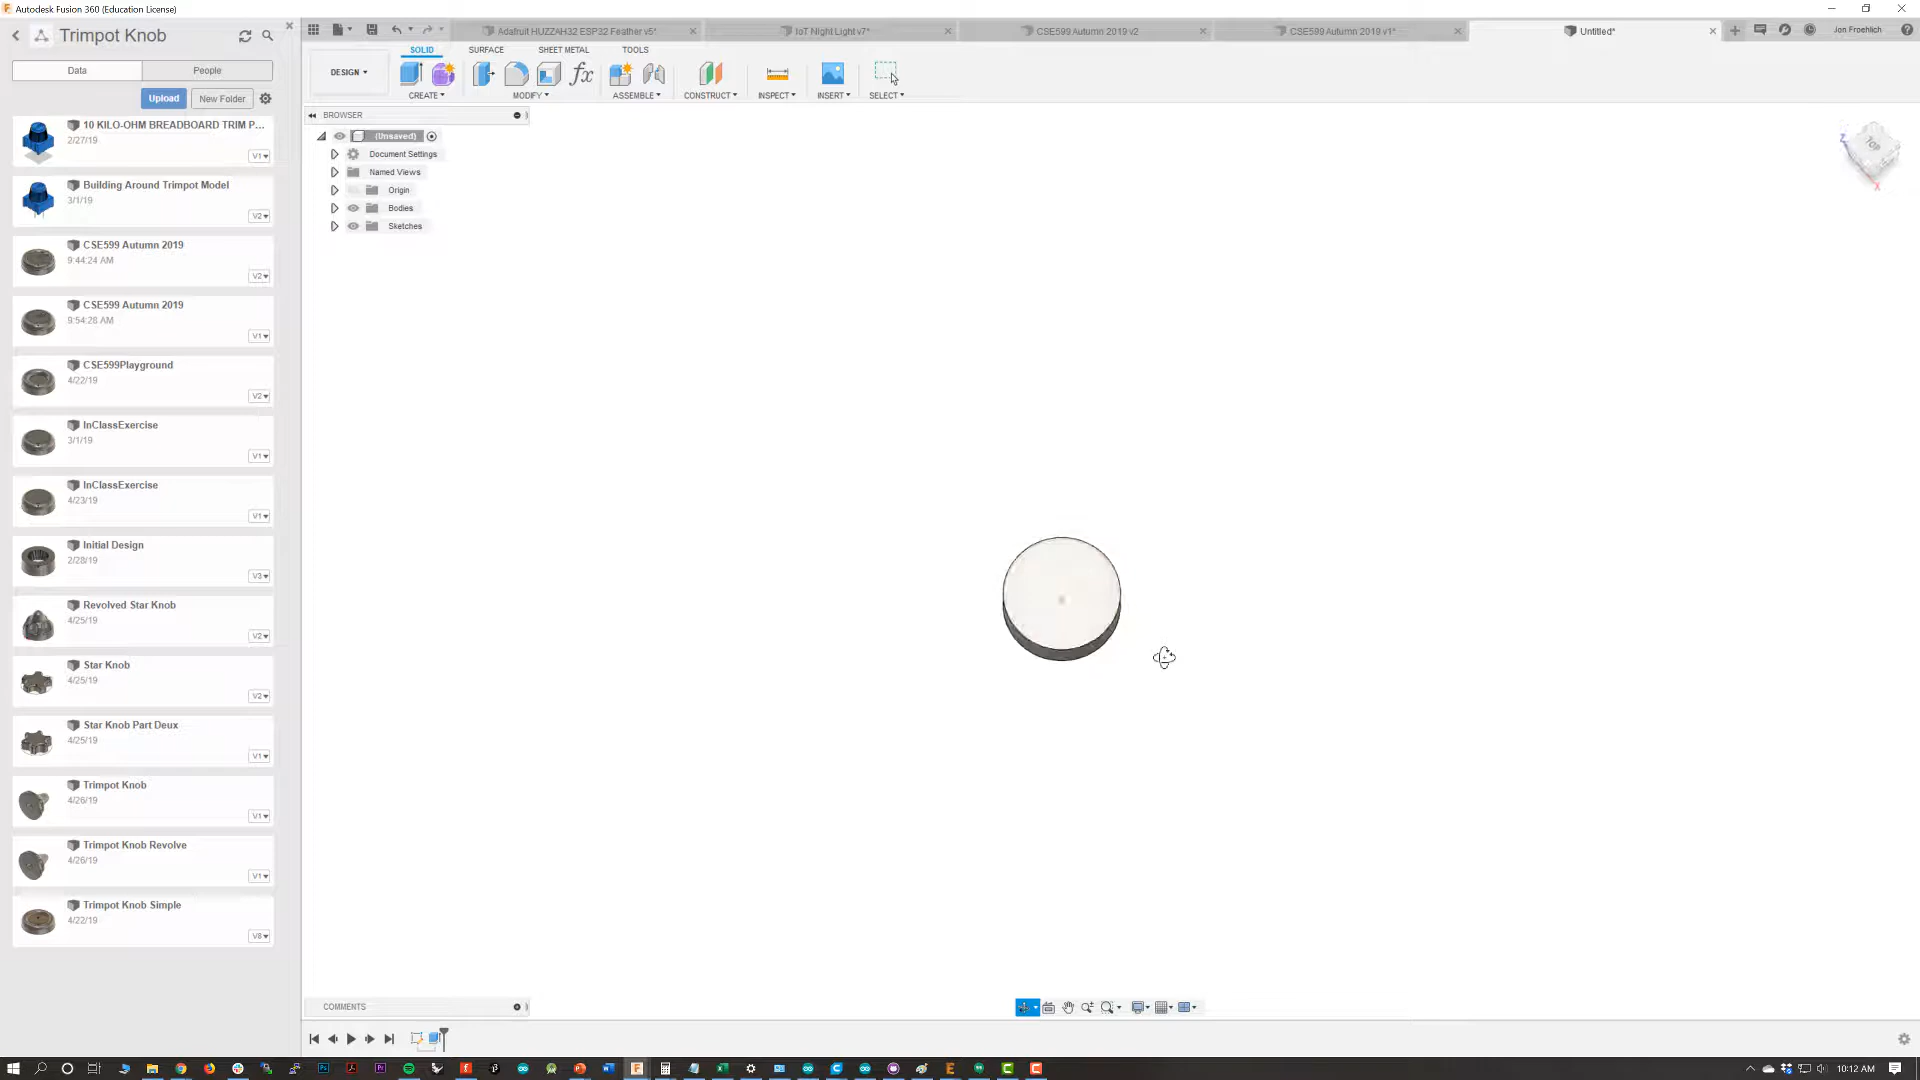 Autodesk Fusion 360 (Education License)
Trimpot Knob
Data
People
Upload
New Folder
10 KILO-OHM BREADBOARD TRIM P...
2/27/19
V1
Building Around Trimpot Model
3/1/19
V2
CSE599 Autumn 2019
9:44:24 AM
V2
CSE599 Autumn 2019
9:54:28 AM
V1
CSE599Playground
4/22/19
V2
InClassExercise
3/1/19
V1
InClassExercise
4/23/19
V1
Initial Design
2/28/19
V3
Revolved Star Knob
4/25/19
V2
Star Knob
4/25/19
V2
Star Knob Part Deux
4/25/19
V1
Trimpot Knob
4/26/19
V1
Trimpot Knob Revolve
4/26/19
V1
Trimpot Knob Simple
4/22/19
V8
Adafruit HUZZAH32 ESP32 Feather v5*
IoT Night Light v7*
CSE599 Autumn 2019 v2
CSE599 Autumn 2019 v1*
Untitled*
Jon Froehlich
SOLID
SURFACE
SHEET METAL
TOOLS
DESIGN
CREATE
MODIFY
ASSEMBLE
CONSTRUCT
INSPECT
INSERT
SELECT
BROWSER
(Unsaved)
Document Settings
Named Views
Origin
Bodies
Sketches
TOP
Z
X
COMMENTS
10:12 AM